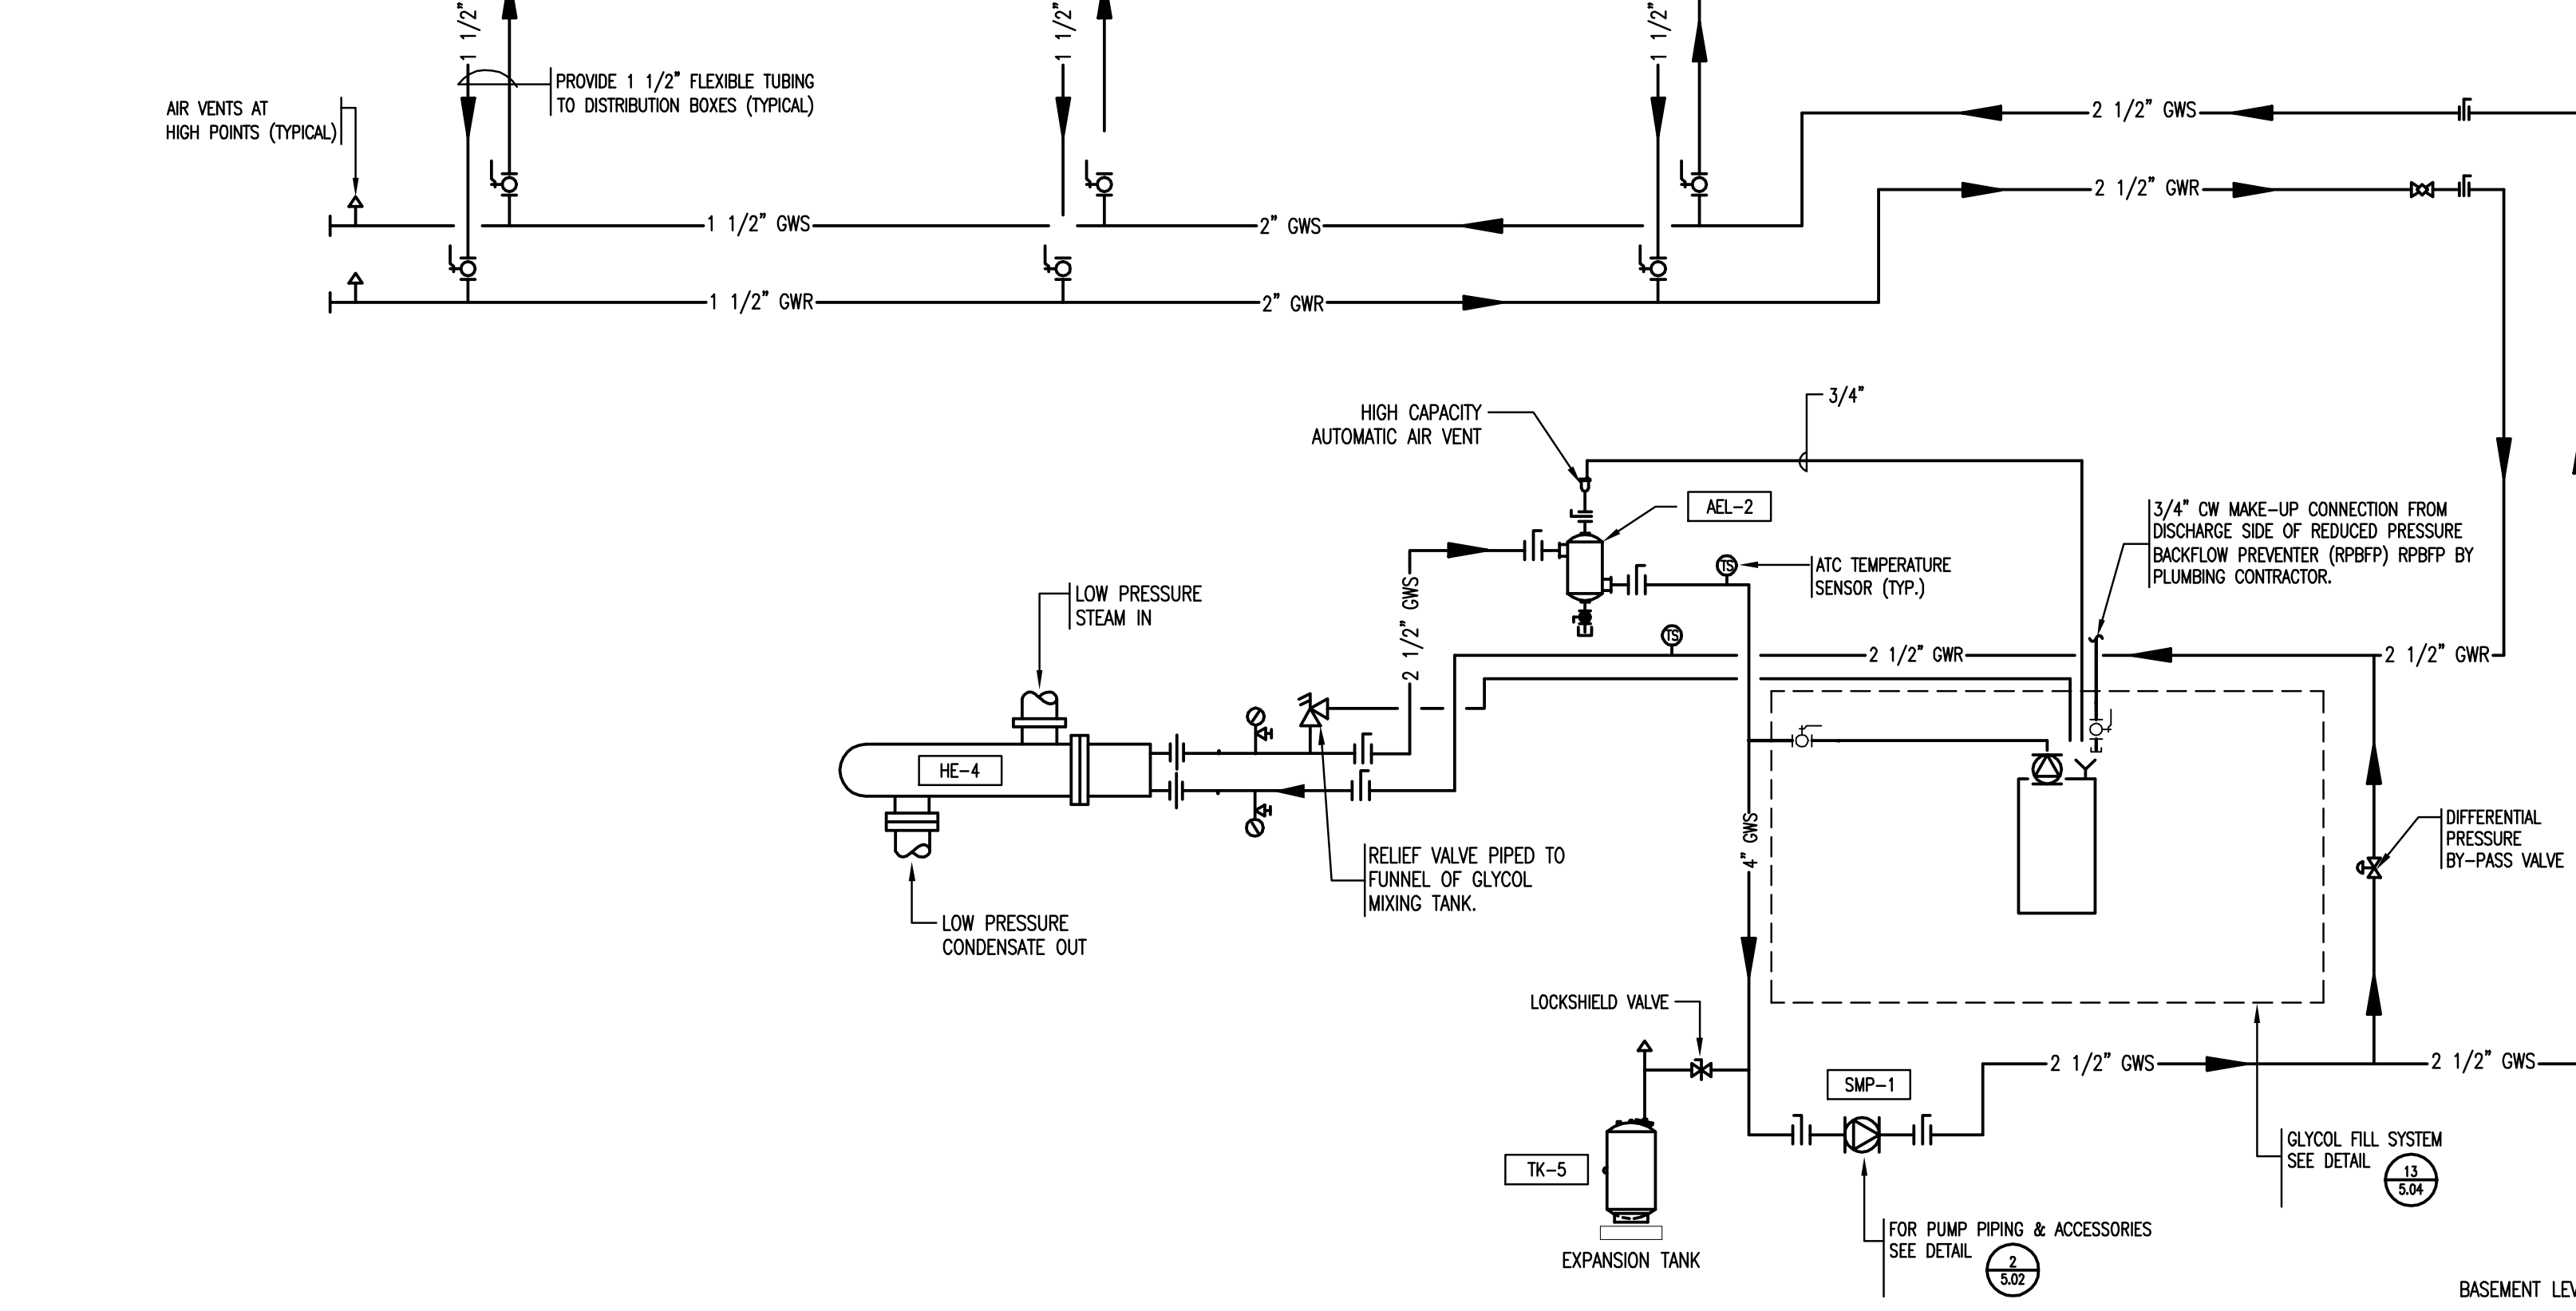 1 1/2"
1 1/2"
1 1/2"
PROVIDE 1 1/2" FLEXIBLE TUBING
TO DISTRIBUTION BOXES (TYPICAL)
AIR VENTS AT
HIGH POINTS (TYPICAL)
2 1/2" GWS
2 1/2" GWR
1 1/2" GWS
2" GWS
1 1/2" GWR
2" GWR
3/4"
HIGH CAPACITY
AUTOMATIC AIR VENT
AEL-2
3/4" CW MAKE-UP CONNECTION FROM
DISCHARGE SIDE OF REDUCED PRESSURE
BACKFLOW PREVENTER (RPBFP) RPBFP BY
PLUMBING CONTRACTOR.
TS
ATC TEMPERATURE
SENSOR (TYP.)
LOW PRESSURE
STEAM IN
2 1/2" GWS
TS
2 1/2" GWR
2 1/2" GWR
HE-4
4" GWS
DIFFERENTIAL
PRESSURE
BY-PASS VALVE
RELIEF VALVE PIPED TO
FUNNEL OF GLYCOL
MIXING TANK.
LOW PRESSURE
CONDENSATE OUT
LOCKSHIELD VALVE
2 1/2" GWS
2 1/2" GWS
SMP-1
TK-5
GLYCOL FILL SYSTEM
SEE DETAIL
13
5.04
FOR PUMP PIPING & ACCESSORIES
SEE DETAIL
2
5.02
EXPANSION TANK
BASEMENT LEV